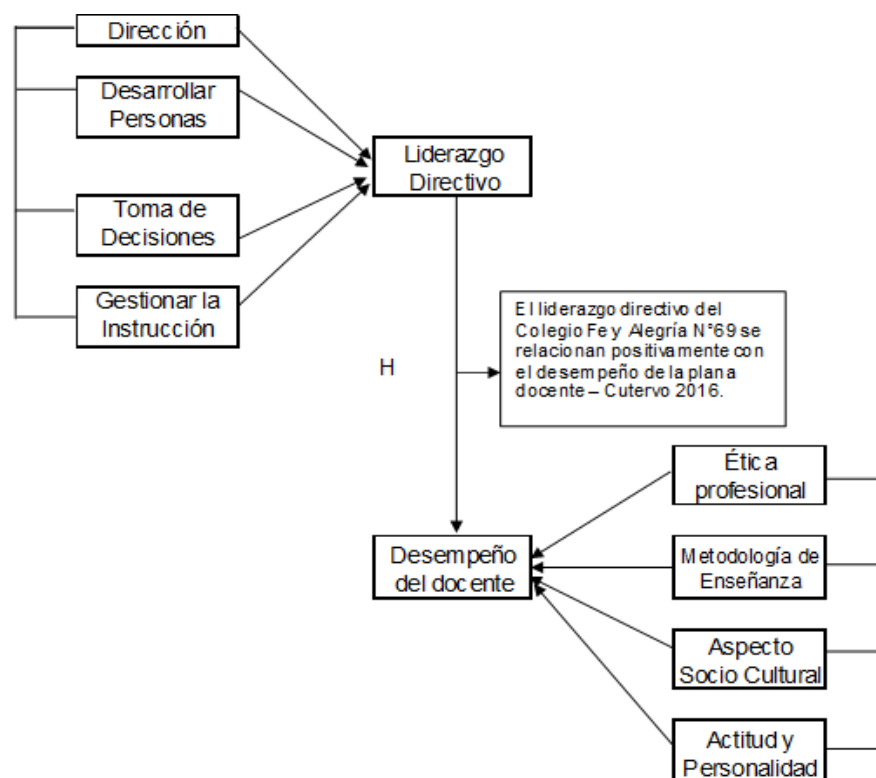 Dirección
Desarrollar
Personas
Toma de
Decisiones
Gestionar la
Instrucción
Liderazgo
Directivo
El liderazgo directivo del
Colegio Fe y Alegría N°69 se
relacionan positivamente con
el desempeño de la plana
docente – Cutervo 2016.
H
Desempeño
del docente
Ética
profesional
Metodología de
Enseñanza
Aspecto
Socio Cultural
Actitud y
Personalidad